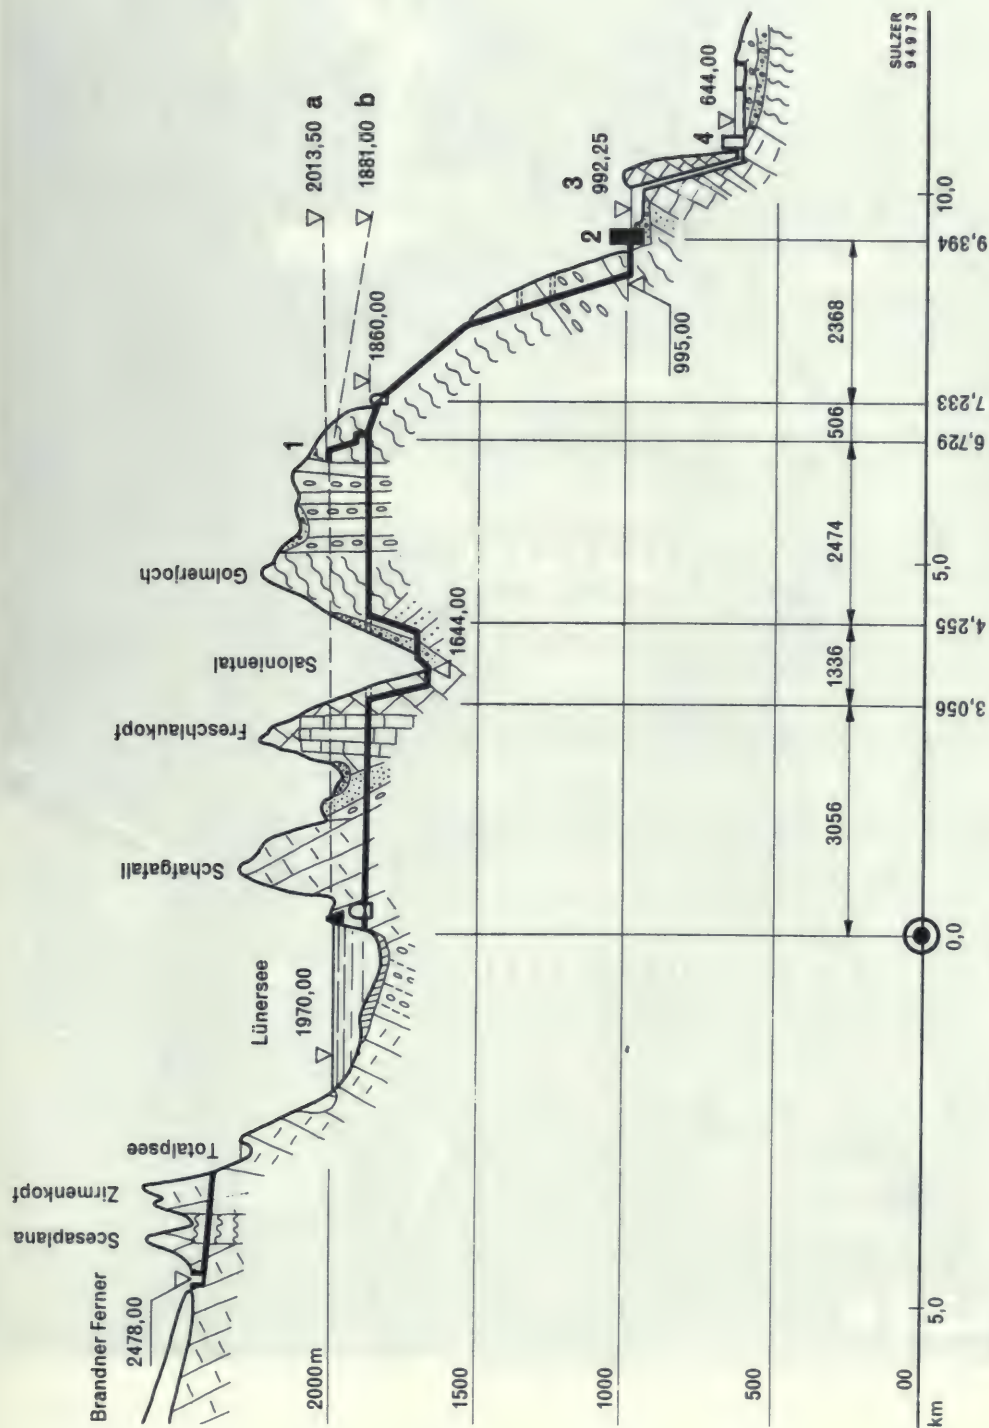 Brandner Ferner
2478,00
Scesaplana
Zirmenkopf
Totalpsee
Lünersee
1970,00
Schafgafall
Freschlaukopf
Saloniental
1644,00
Golmerjoch
1
2013,50 a
1881,00 b
1860,00
995,00
2
3
992,25
4
644,00
SULZER
94973
2000m
1500
1000
500
00
km
3056
1336
2474
506
2368
5,0
0,0
3,056
4,255
5,0
6,729
7,233
9,394
10,0